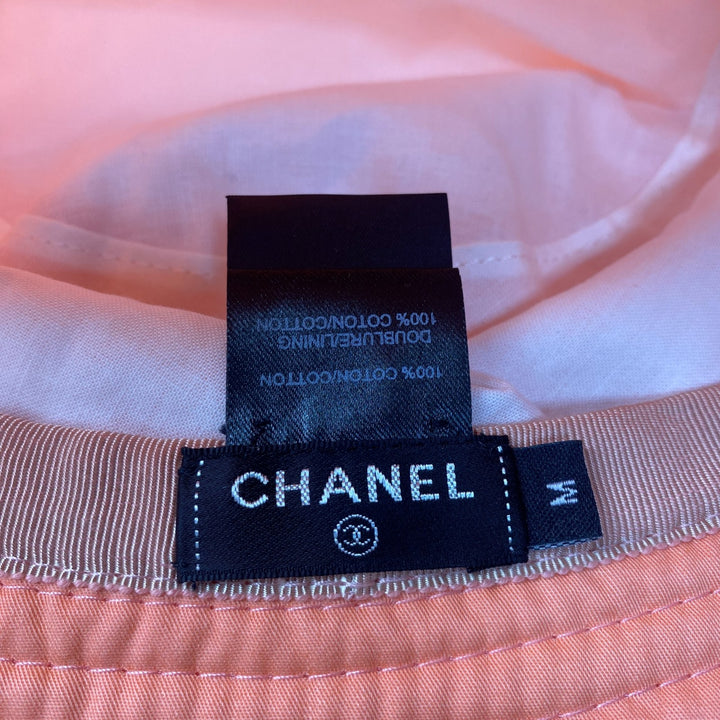 100% COTON/COTTON
DOUBLURE/LINING
100% COTON/COTTON
CHANEL
M